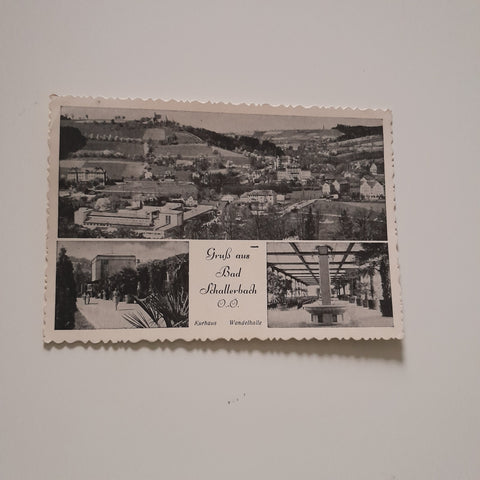 Gruß aus
Bad
Schallerbach
O.Ö.
Kurhaus Wandelhalle